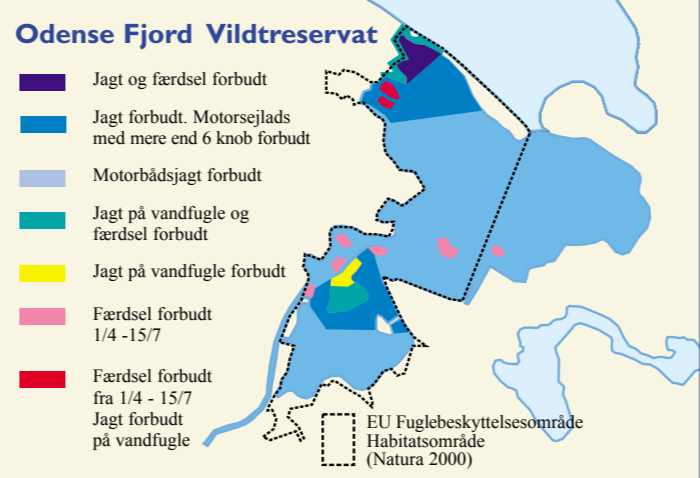 Odense Fjord Vildtreservat
Jagt og færdsel forbudt
Jagt forbudt. Motorsejlads
med mere end 6 knob forbudt
Motorbådsjagt forbudt
Jagt på vandfugle og
færdsel forbudt
Jagt på vandfugle forbudt
Færdsel forbudt
1/4 -15/7
Færdsel forbudt
fra 1/4 - 15/7
Jagt forbudt
på vandfugle
EU Fuglebeskyttelsesområde
Habitatsområde
(Natura 2000)